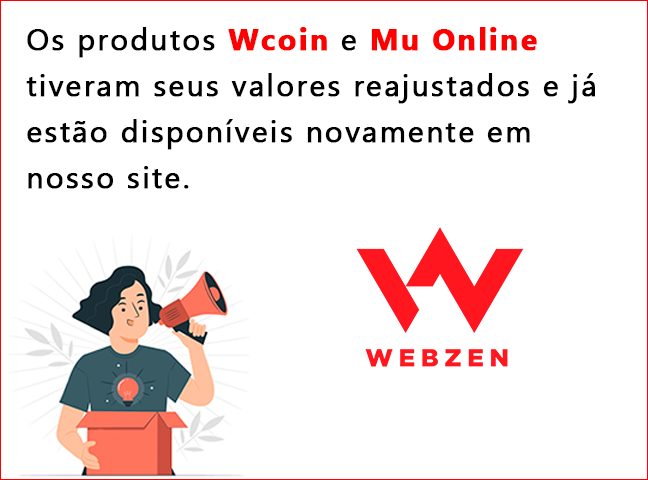 Os produtos Wcoin e Mu Online
tiveram seus valores reajustados e já
estão disponíveis novamente em
nosso site.
WEBZEN